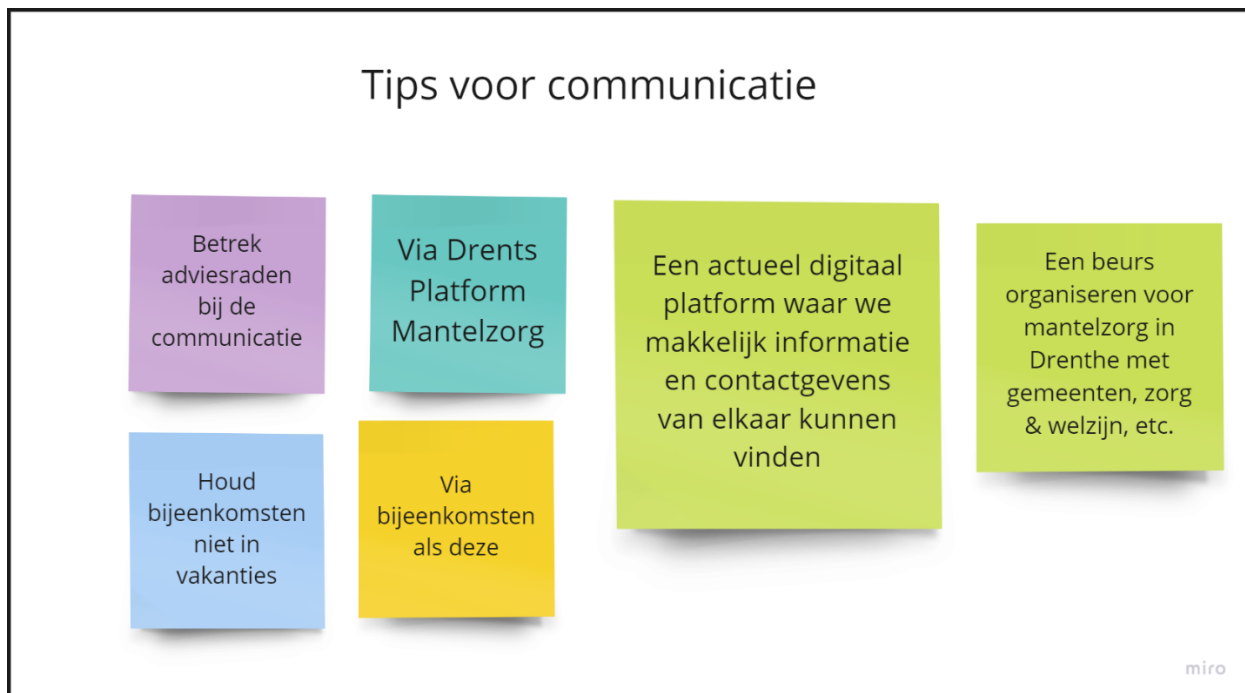 Tips voor communicatie
Betrek
adviesraden
bij de
communicatie
Via Drents
Platform
Mantelzorg
Een actueel digitaal
platform waar we
makkelijk informatie
en contactgevens
van elkaar kunnen
vinden
Een beurs
organiseren voor
mantelzorg in
Drenthe met
gemeenten, zorg
& welzijn, etc.
Houd
bijeenkomsten
niet in
vakanties
Via
bijeenkomsten
als deze
miro